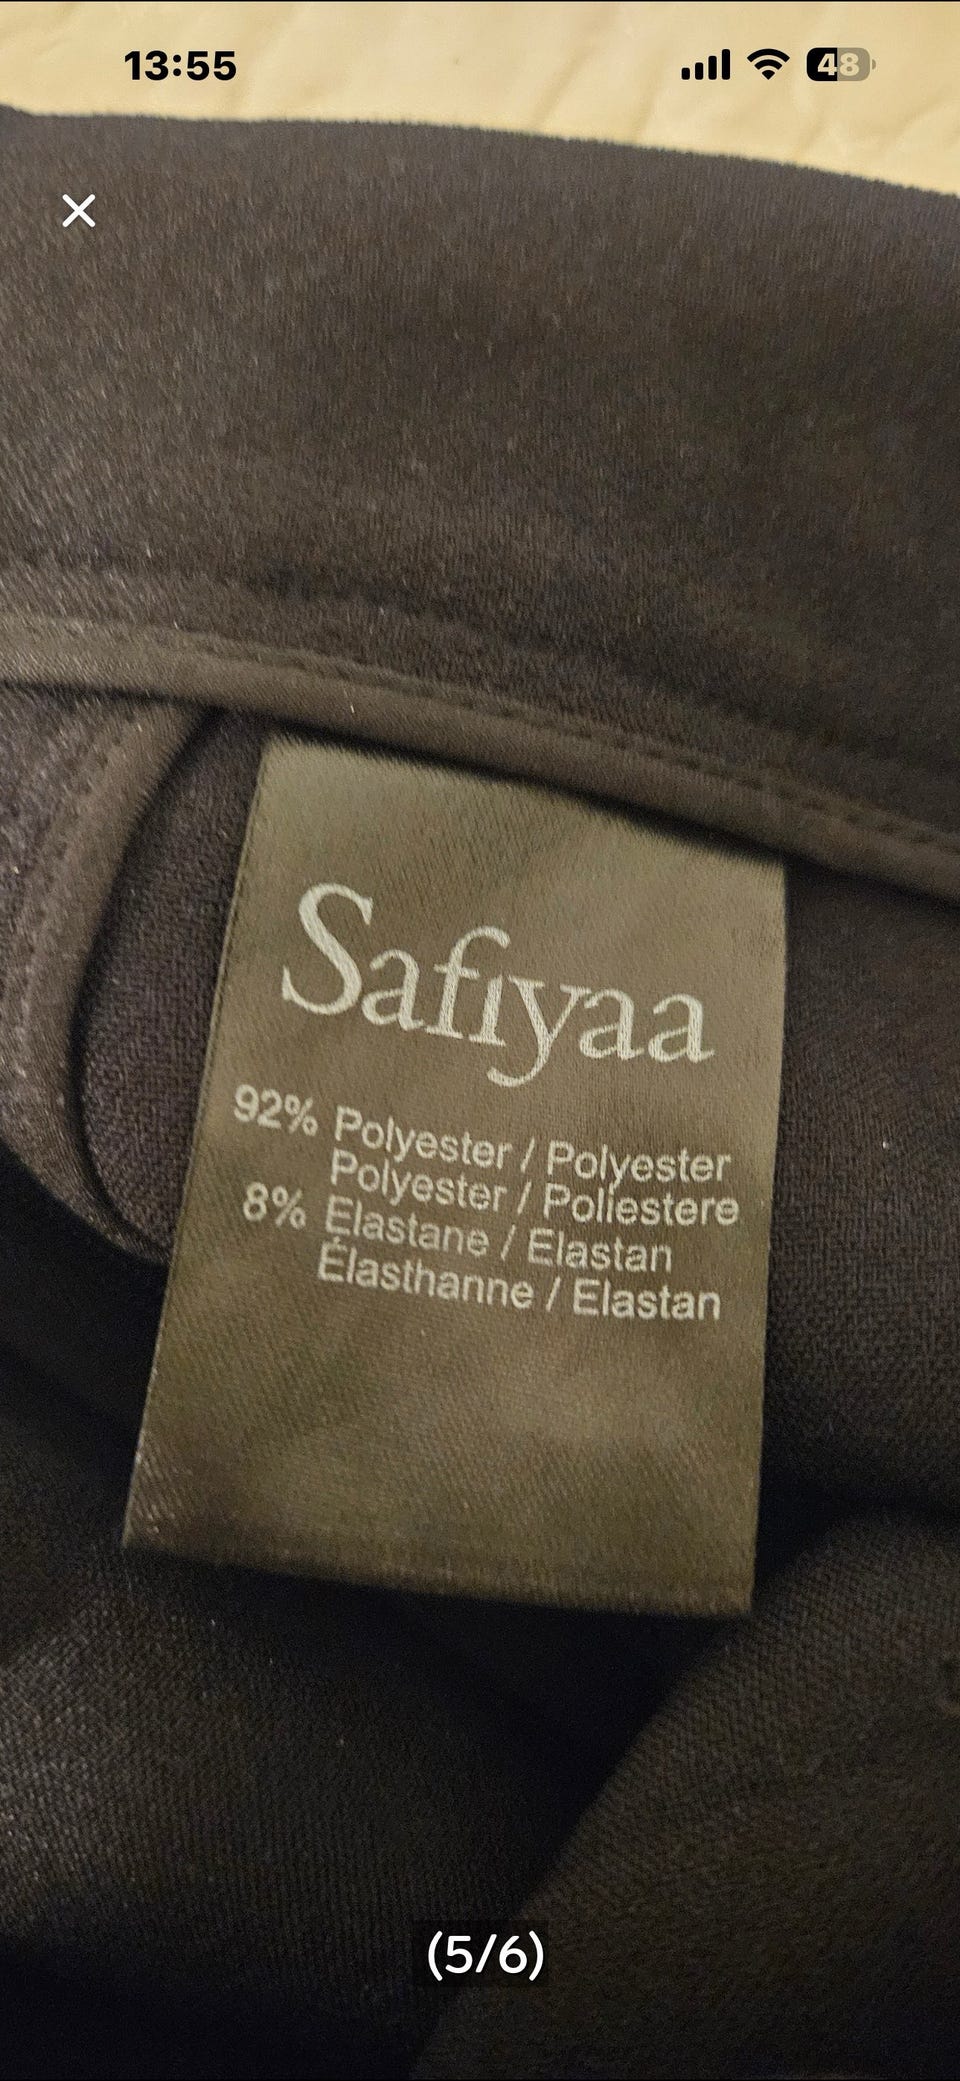 13:55
48
Safiyaa
92% Polyester / Polyester
Polyester / Poliestere
8% Elastane / Elastan
Élasthanne / Elastan
(5/6)